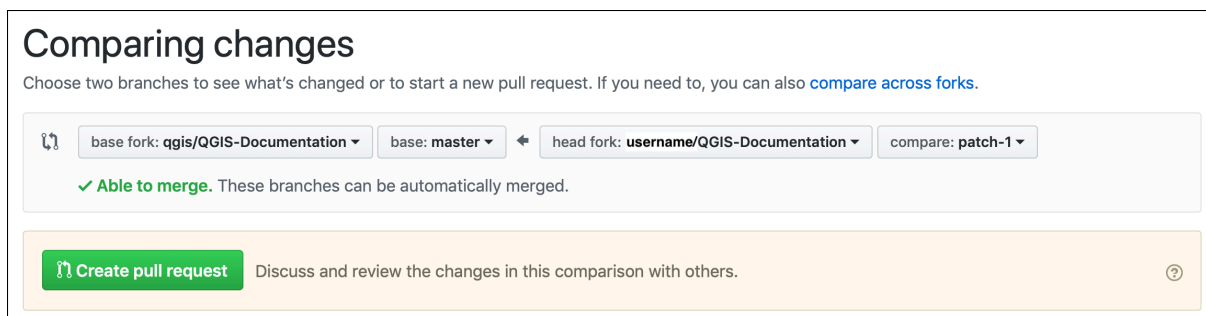 Comparing changes
Choose two branches to see what's changed or to start a new pull request. If you need to, you can also compare across forks.
base fork: qgis/QGIS-Documentation base: master head fork: username/QGIS-Documentation compare: patch-1
Able to merge. These branches can be automatically merged.
Create pull request Discuss and review the changes in this comparison with others. ?